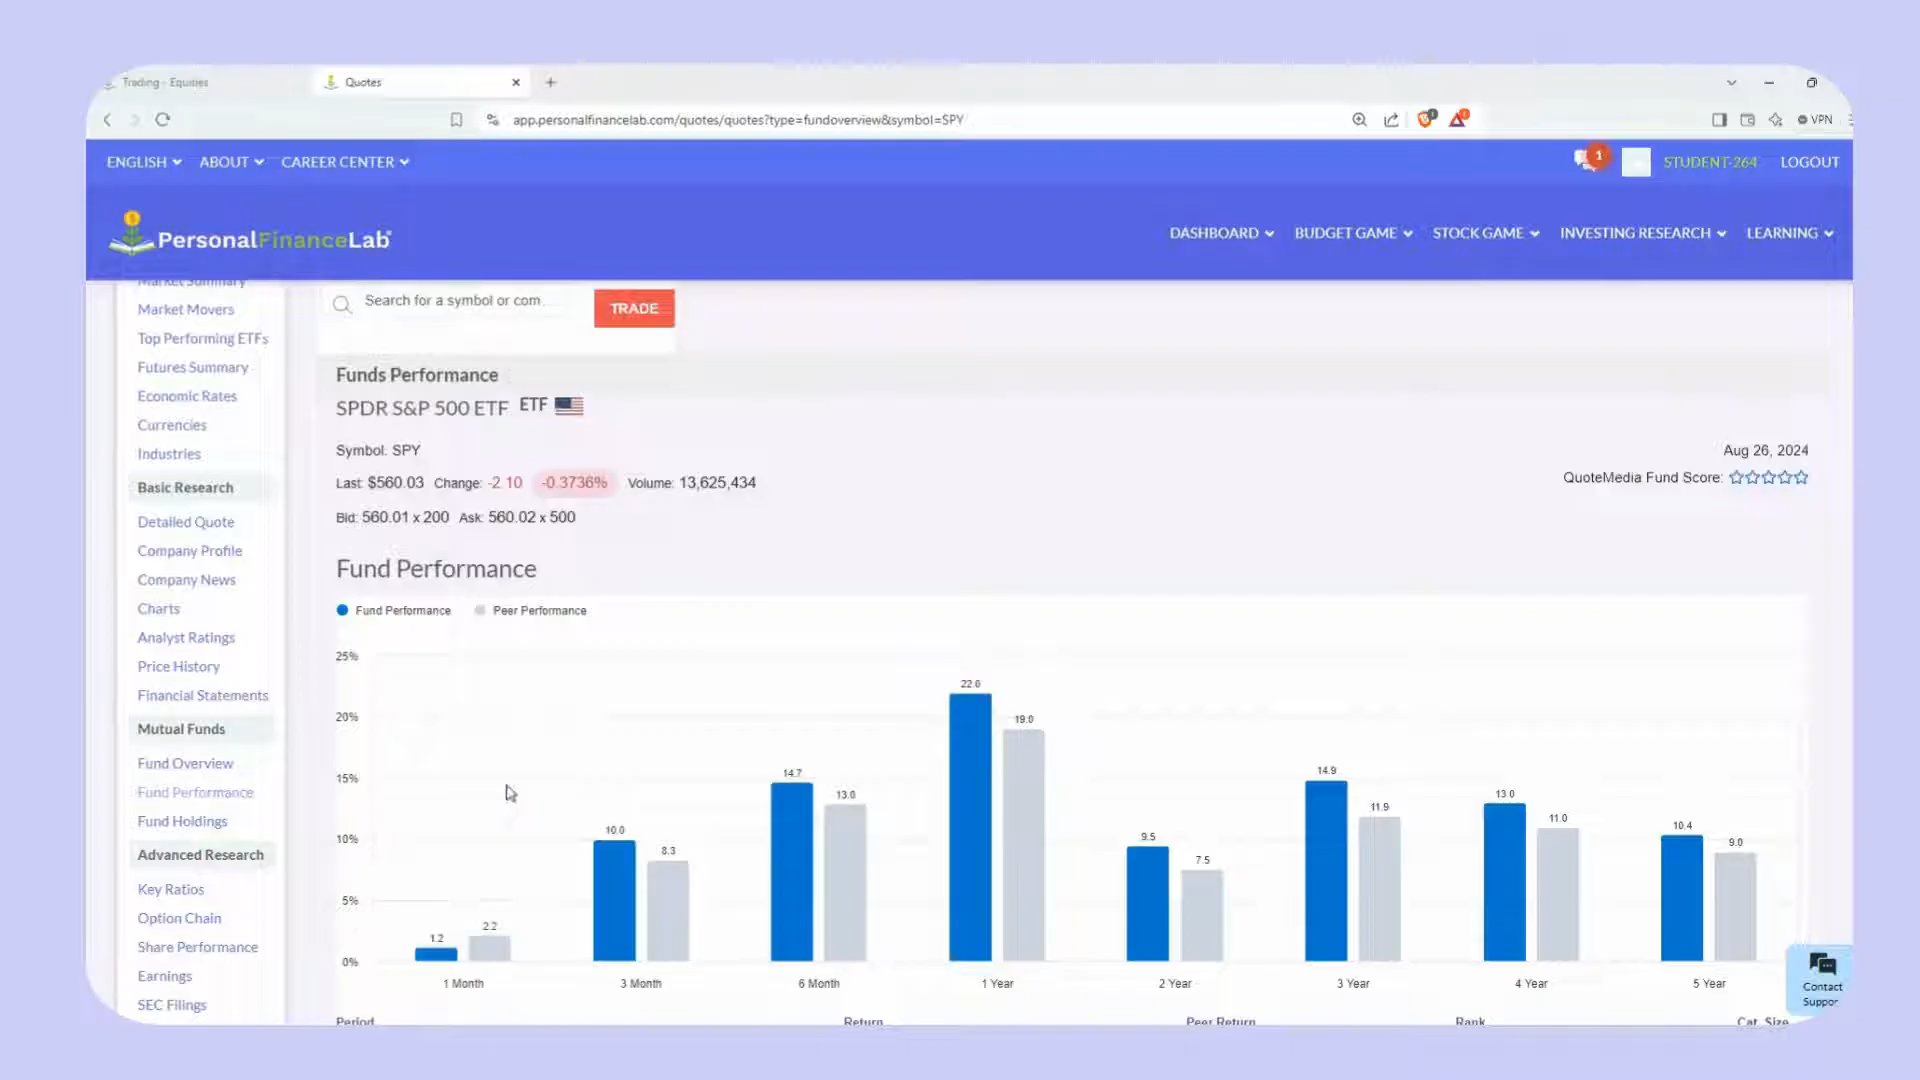 Trading - Equities
Quotes
app.personalfinancelab.com/quotes/quotes?type=fundoverview&symbol=SPY
VPN
ENGLISH ABOUT CAREER CENTER
1 STUDENT-264 LOGOUT
PersonalFinanceLab
DASHBOARD BUDGET GAME STOCK GAME INVESTING RESEARCH LEARNING
Market Summary
Market Movers
Top Performing ETFs
Futures Summary
Economic Rates
Currencies
Industries
Basic Research
Detailed Quote
Company Profile
Company News
Charts
Analyst Ratings
Price History
Financial Statements
Mutual Funds
Fund Overview
Fund Performance
Fund Holdings
Advanced Research
Key Ratios
Option Chain
Share Performance
Earnings
SEC Filings
Search for a symbol or com...
TRADE
Funds Performance
SPDR S&P 500 ETF ETF
Symbol: SPY
Aug 26, 2024
Last: $560.03 Change: -2.10 -0.3736% Volume: 13,625,434
QuoteMedia Fund Score:
Bid: 560.01 x 200 Ask: 560.02 x 500
Fund Performance
Fund Performance Peer Performance
25%
20%
15%
10%
5%
0%
1.2 2.2
10.0 8.3
14.7 13.0
22.0 19.0
9.5 7.5
14.9 11.9
13.0 11.0
10.4 9.0
1 Month 3 Month 6 Month 1 Year 2 Year 3 Year 4 Year 5 Year
Period Return Peer Return Rank Cat. Size
Contact
Suppor